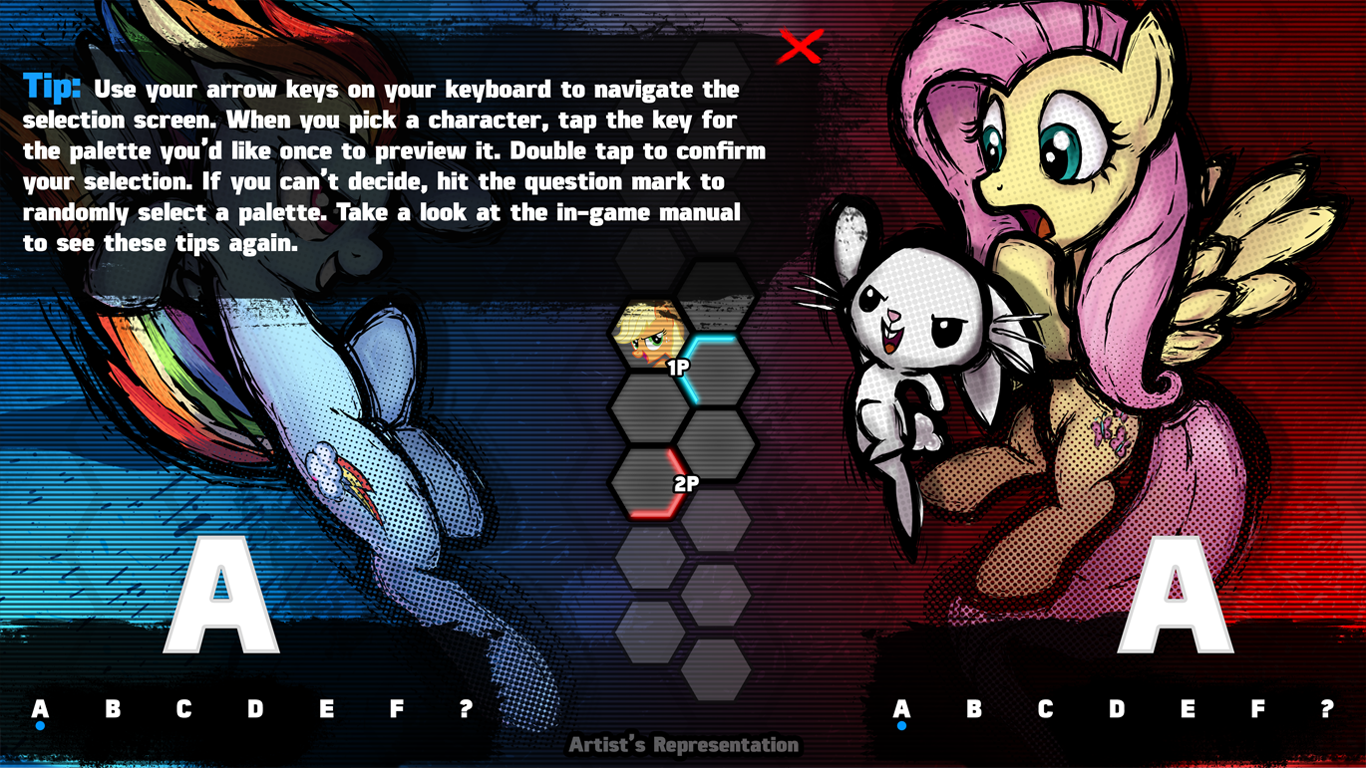 Tip: Use your arrow keys on your keyboard to navigate the
selection screen. When you pick a character, tap the key for
the palette you'd like once to preview it. Double tap to confirm
your selection. If you can't decide, hit the question mark to
randomly select a palette. Take a look at the in-game manual
to see these tips again.
1P
2P
A
A
A B C D E F ?
A B C D E F ?
Artist's Representation